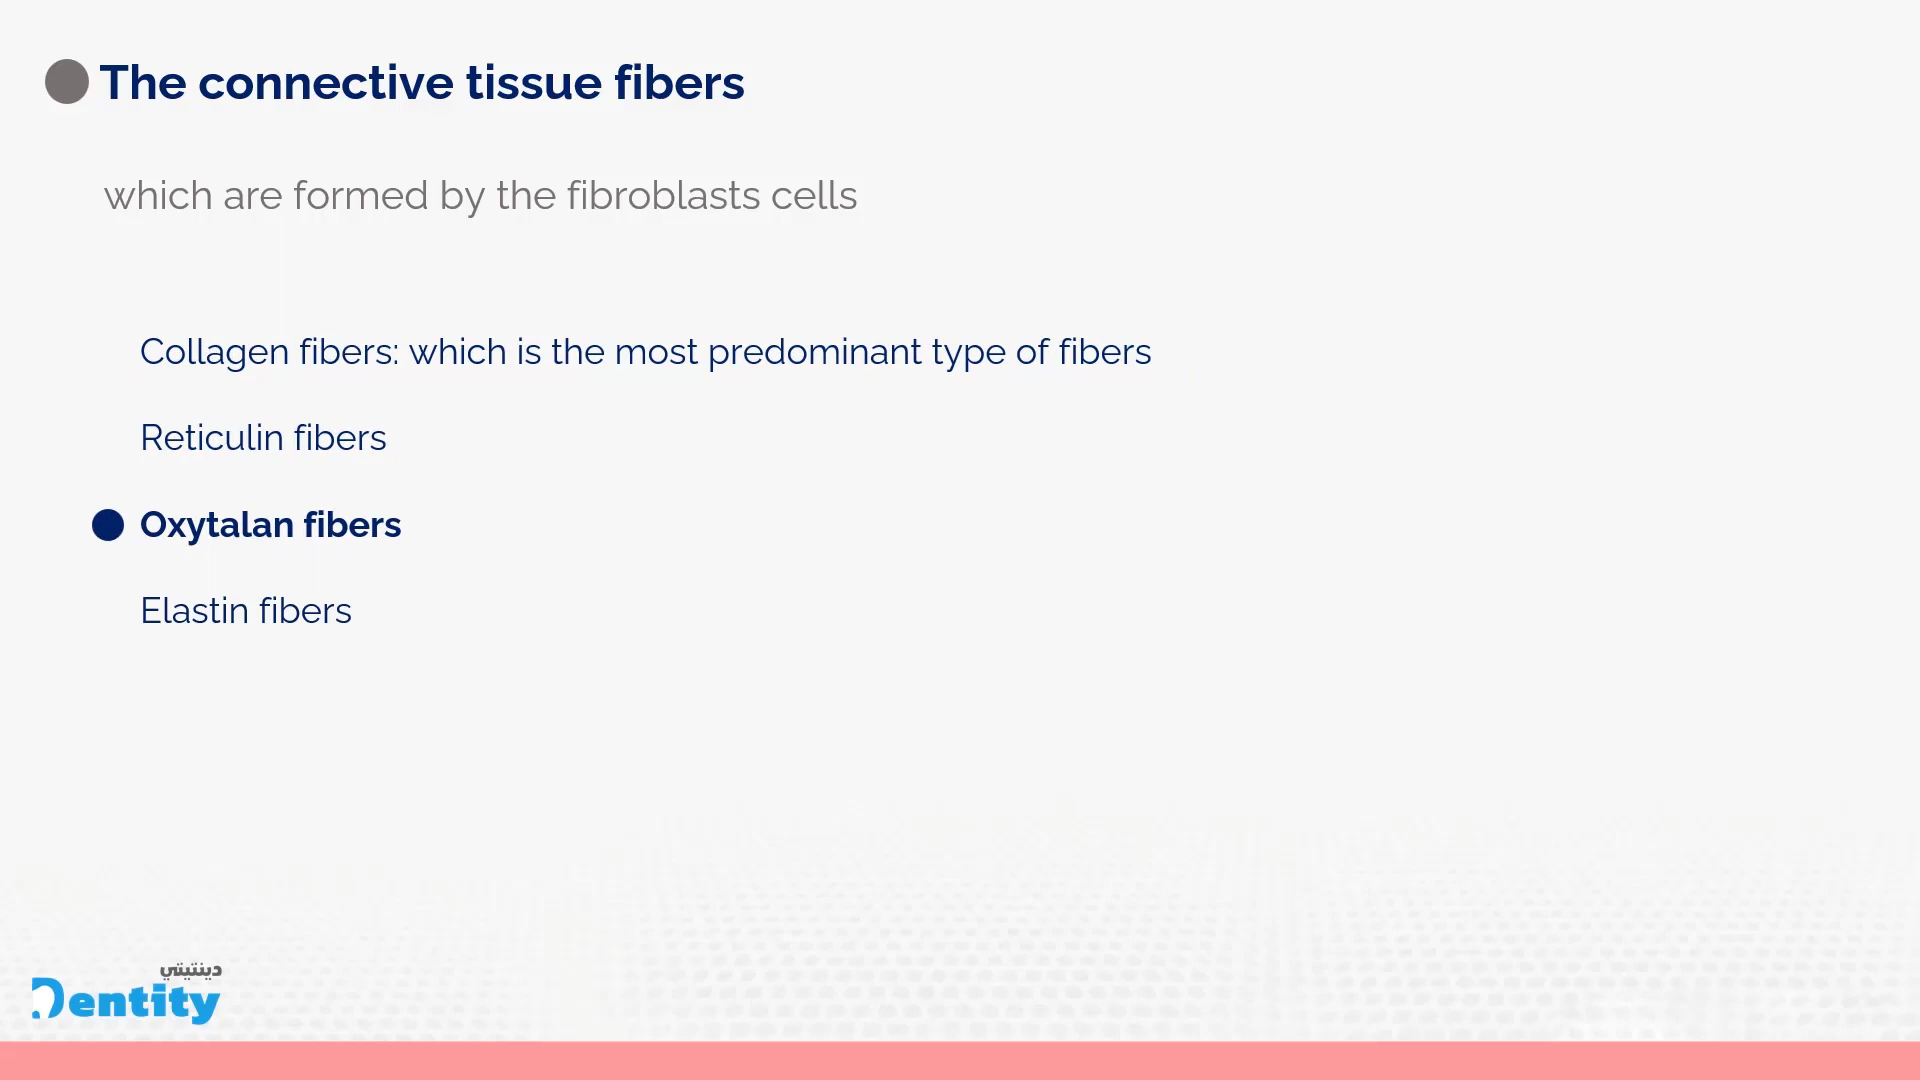 The connective tissue fibers
which are formed by the fibroblasts cells
Collagen fibers: which is the most predominant type of fibers
Reticulin fibers
Oxytalan fibers
Elastin fibers
دينتيتي
Dentity